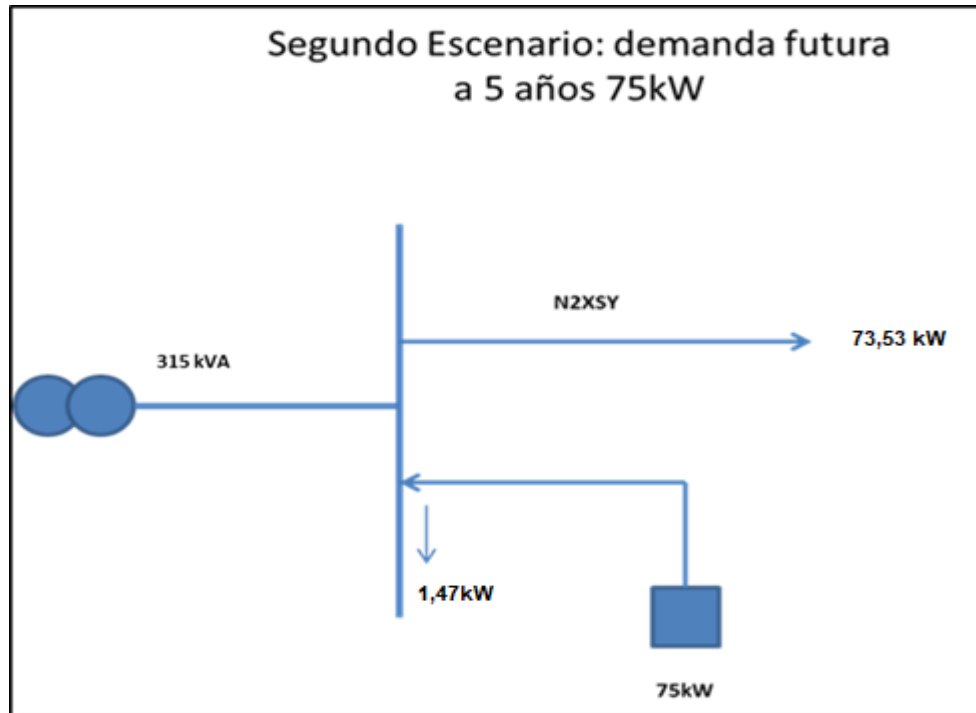 Segundo Escenario: demanda futura
a 5 años 75kW
N2XSY
73,53 kW
315 kVA
1,47kW
75kW